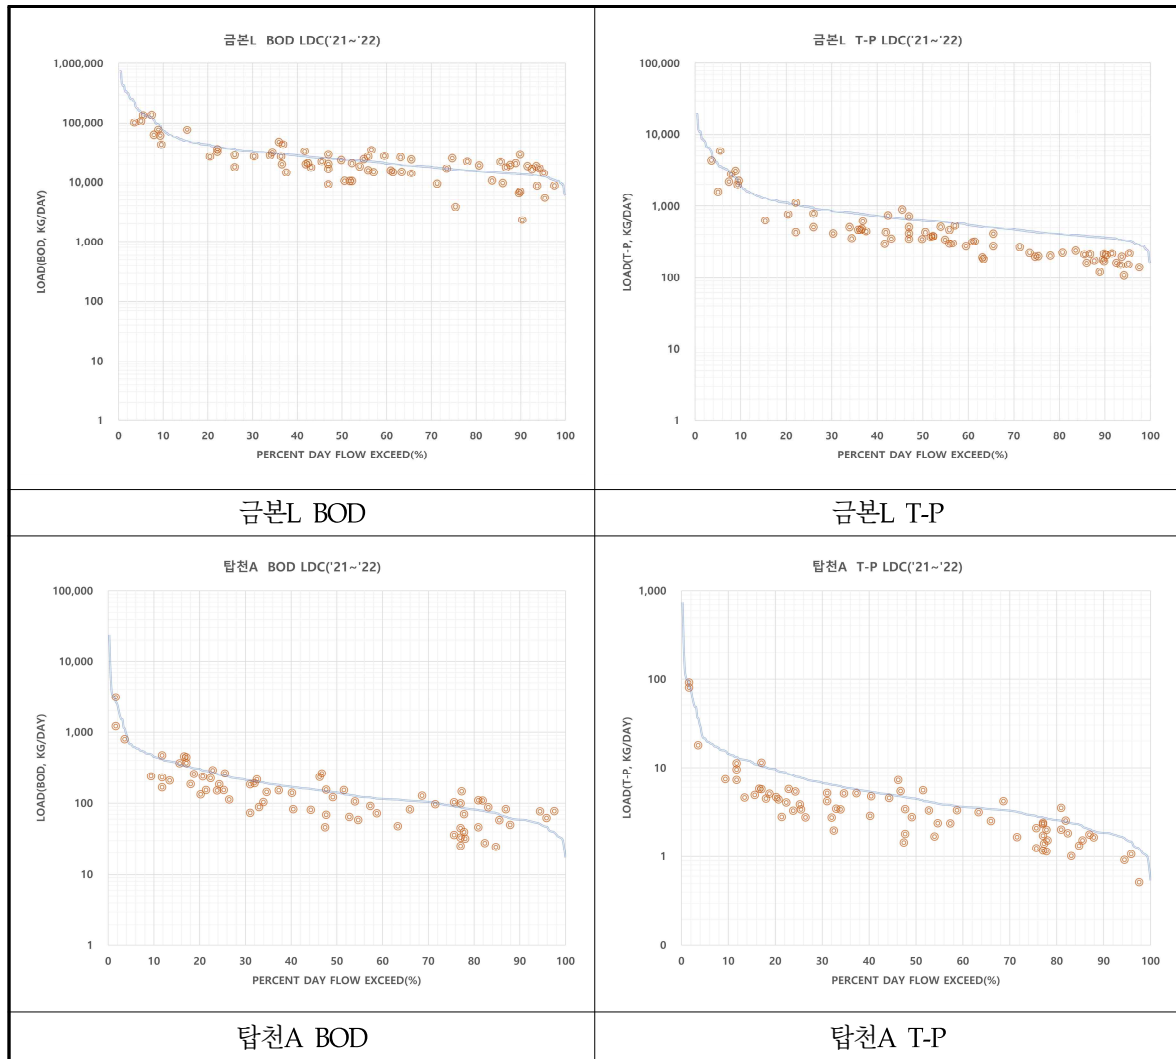 금본L BOD LDC('21~'22)
LOAD(BOD, KG/DAY)
1,000,000
100,000
10,000
1,000
100
10
1
0 10 20 30 40 50 60 70 80 90 100
PERCENT DAY FLOW EXCEED(%)
금본L T-P LDC('21~'22)
LOAD(T-P, KG/DAY)
100,000
10,000
1,000
100
10
1
0 10 20 30 40 50 60 70 80 90 100
PERCENT DAY FLOW EXCEED(%)
금본L BOD
금본L T-P
탑천A BOD LDC('21~'22)
LOAD(BOD, KG/DAY)
100,000
10,000
1,000
100
10
1
0 10 20 30 40 50 60 70 80 90 100
PERCENT DAY FLOW EXCEED(%)
탑천A T-P LDC('21~'22)
LOAD(T-P, KG/DAY)
1,000
100
10
1
0
0 10 20 30 40 50 60 70 80 90 100
PERCENT DAY FLOW EXCEED(%)
탑천A BOD
탑천A T-P